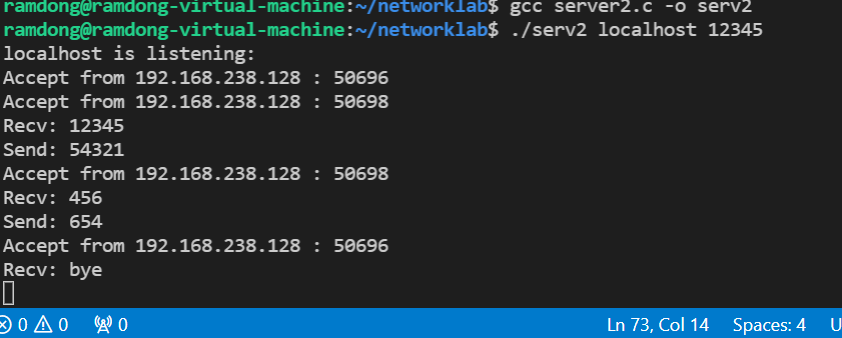 ramdong@ramdong-virtual-machine:~/networklab$ gcc server2.c -o serv2
ramdong@ramdong-virtual-machine:~/networklab$ ./serv2 localhost 12345
localhost is listening:
Accept from 192.168.238.128 : 50696
Accept from 192.168.238.128 : 50698
Recv: 12345
Send: 54321
Accept from 192.168.238.128 : 50698
Recv: 456
Send: 654
Accept from 192.168.238.128 : 50696
Recv: bye
0 0 0 Ln 73, Col 14 Spaces: 4 U